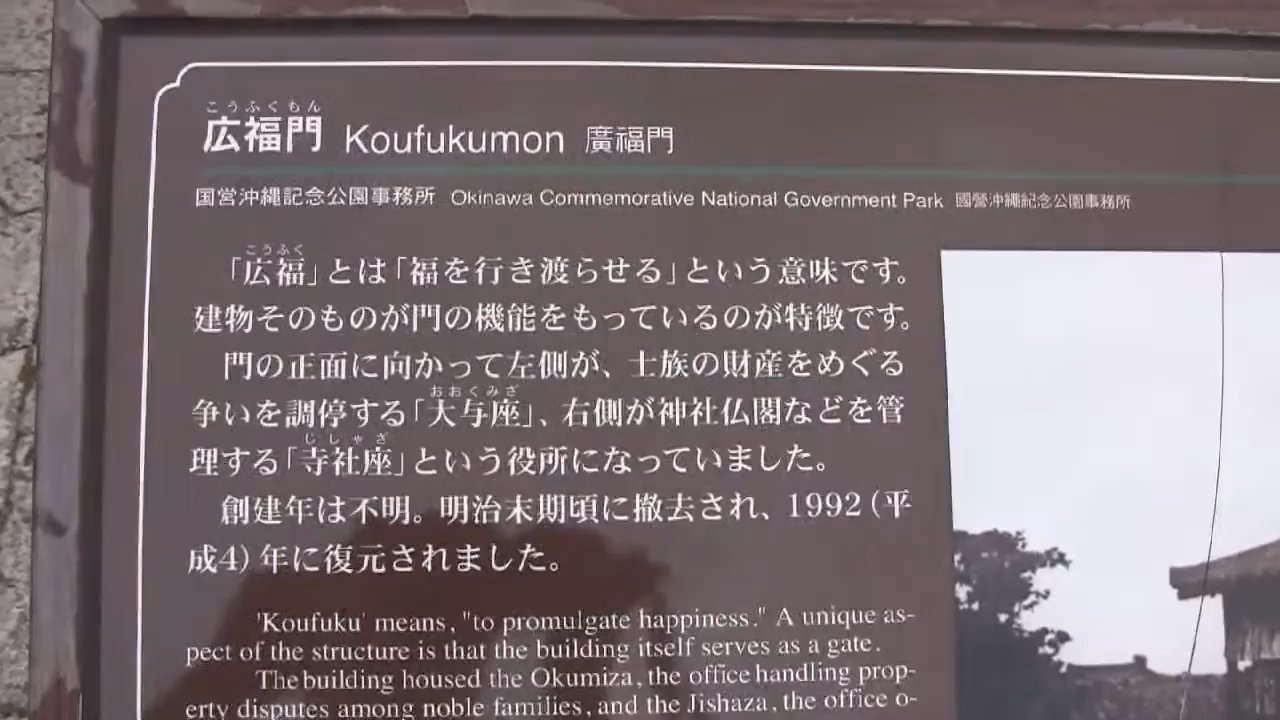 こうふくもん
広福門 Koufukumon 廣福門
国営沖縄記念公園事務所 Okinawa Commemorative National Government Park 國營沖繩記念公園事務所
こうふく
「広福」とは「福を行き渡らせる」という意味です。
建物そのものが門の機能をもっているのが特徴です。
門の正面に向かって左側が、士族の財産をめぐる
おおくみざ
争いを調停する「大与座」、右側が神社仏閣などを管
じしゃざ
理する「寺社座」という役所になっていました。
創建年は不明。明治末期頃に撤去され、1992(平
成4)年に復元されました。
'Koufuku' means, "to promulgate happiness." A unique as-
pect of the structure is that the building itself serves as a gate.
The building housed the Okumiza, the office handling prop-
erty disputes among noble families, and the Jishaza, the office o-